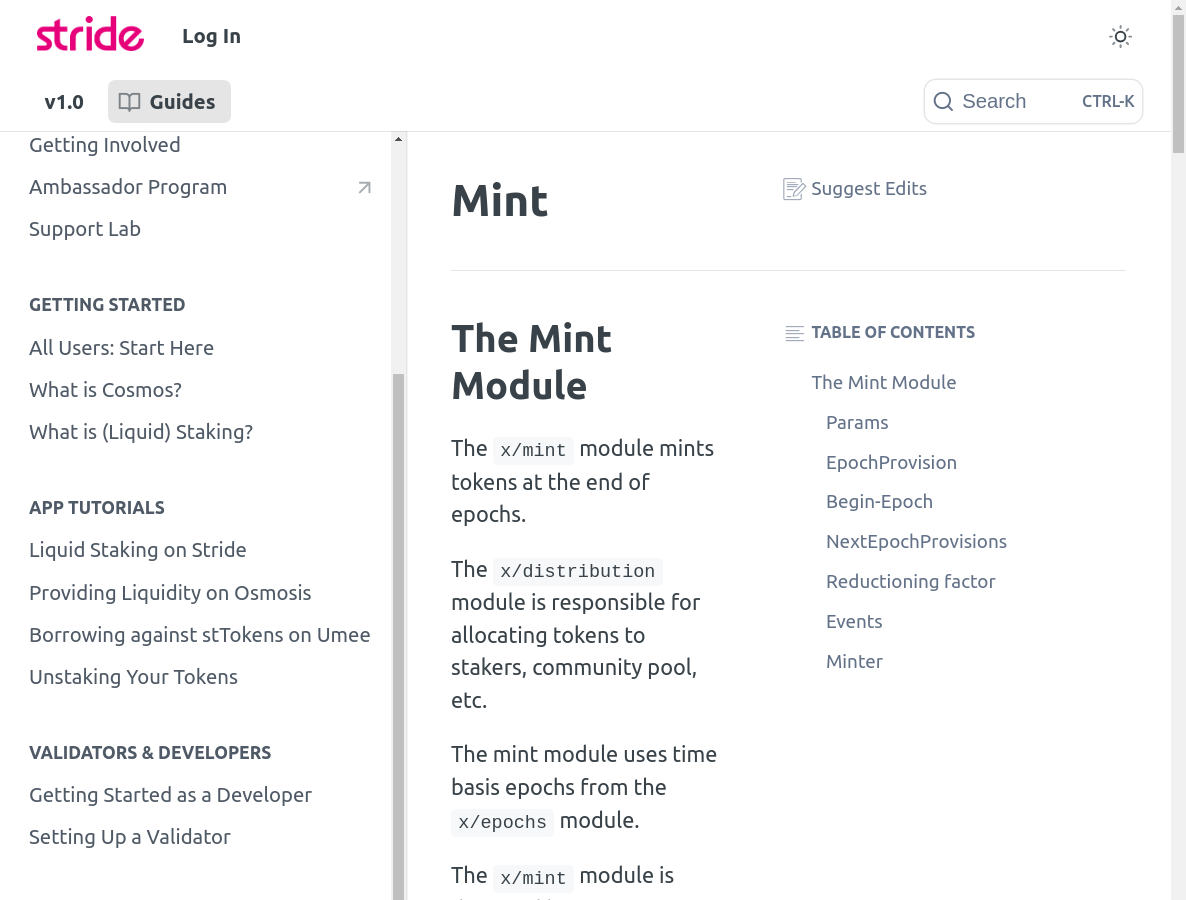 stride
Log In
v1.0
Guides
Search
CTRL-K
Getting Involved
Ambassador Program
Support Lab
GETTING STARTED
All Users: Start Here
What is Cosmos?
What is (Liquid) Staking?
APP TUTORIALS
Liquid Staking on Stride
Providing Liquidity on Osmosis
Borrowing against stTokens on Umee
Unstaking Your Tokens
VALIDATORS & DEVELOPERS
Getting Started as a Developer
Setting Up a Validator
Mint
Suggest Edits
The Mint
Module
The x/mint module mints
tokens at the end of
epochs.
The x/distribution
module is responsible for
allocating tokens to
stakers, community pool,
etc.
The mint module uses time
basis epochs from the
x/epochs module.
The x/mint module is
TABLE OF CONTENTS
The Mint Module
Params
EpochProvision
Begin-Epoch
NextEpochProvisions
Reductioning factor
Events
Minter